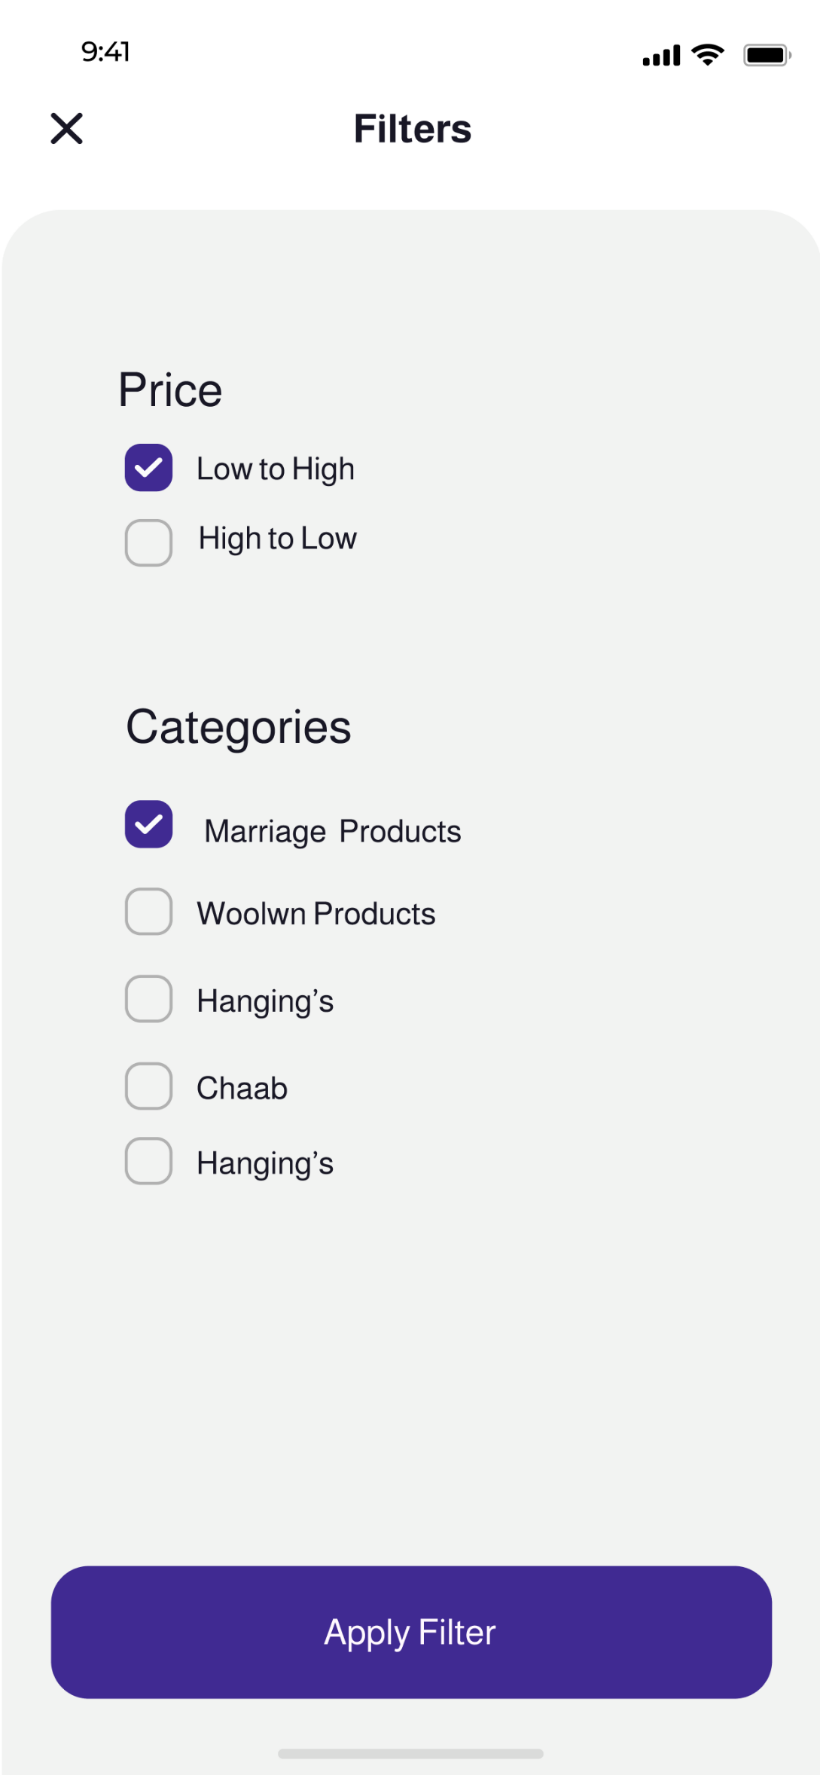 9:41
Filters
Price
Low to High
High to Low
Categories
Marriage Products
Woolwn Products
Hanging’s
Chaab
Hanging’s
Apply Filter